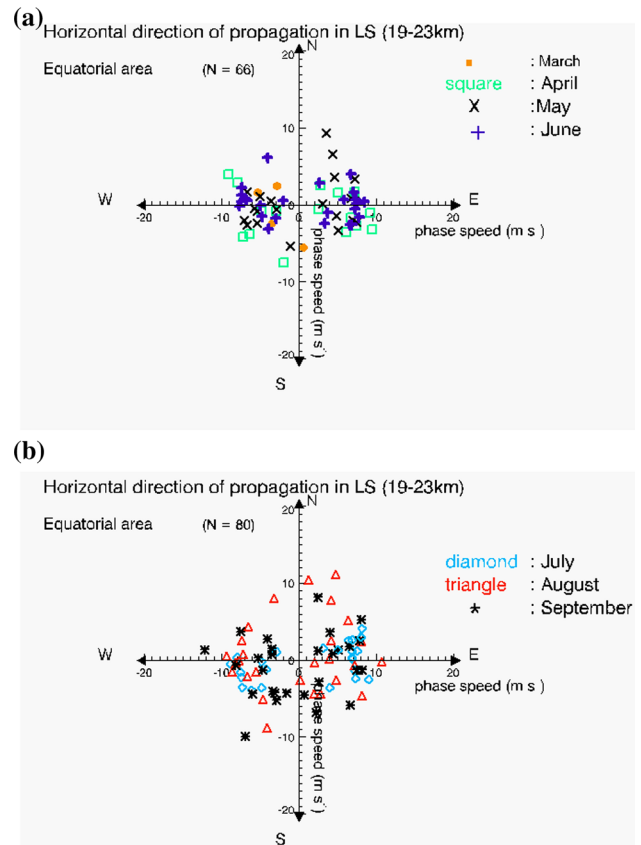 (a)
Horizontal direction of propagation in LS (19-23km)
N
20
Equatorial area (N = 66)
: March
square : April
:May
: June
10
W
0
E
-20 -10 0 10 20
phase speed (m s )
phase speed (m s )
-10
-20
S
(b)
Horizontal direction of propagation in LS (19-23km)
N
20
Equatorial area (N = 80)
diamond : July
triangle : August
: September
10
W
0
E
-20 -10 0 10 20
phase speed (m s )
phase speed (m s )
-10
-20
S